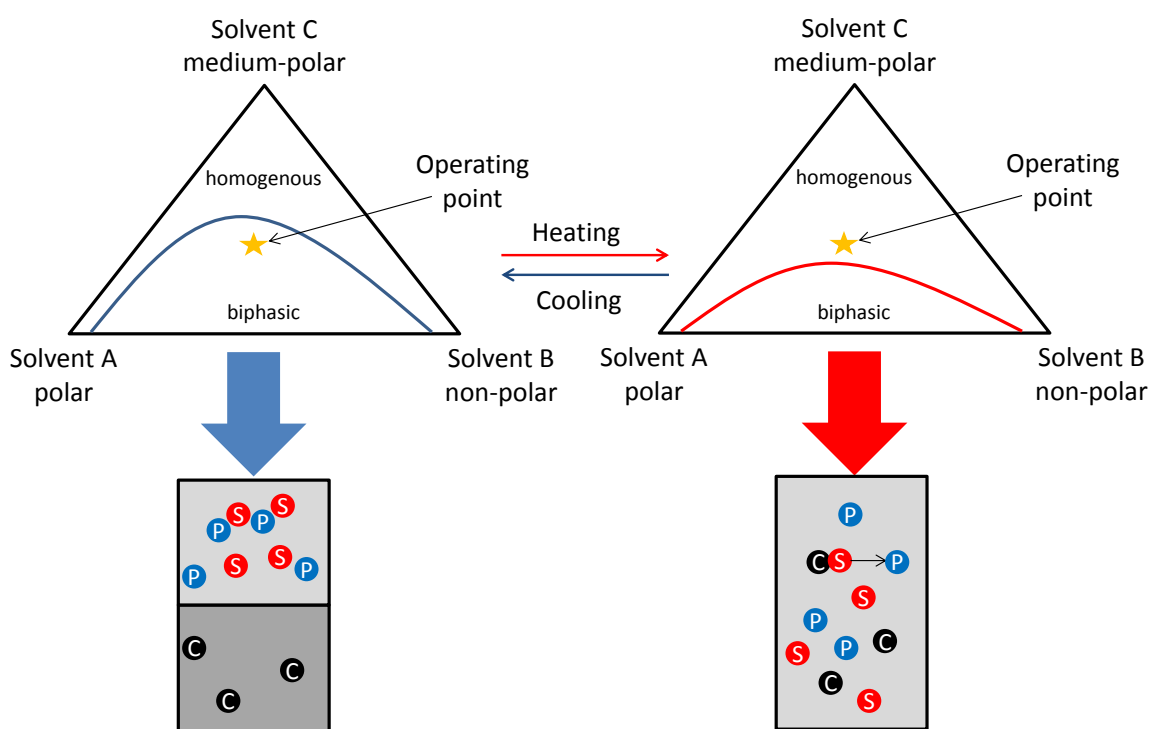 Solvent C
medium-polar
Solvent C
medium-polar
homogenous
Operating
point
homogenous
Operating
point
Heating
Cooling
biphasic
biphasic
Solvent A
polar
Solvent B
non-polar
Solvent A
polar
Solvent B
non-polar
S
S
P
P
S
S
P
P
C
C
C
P
C
S
P
S
P
C
P
S
C
S